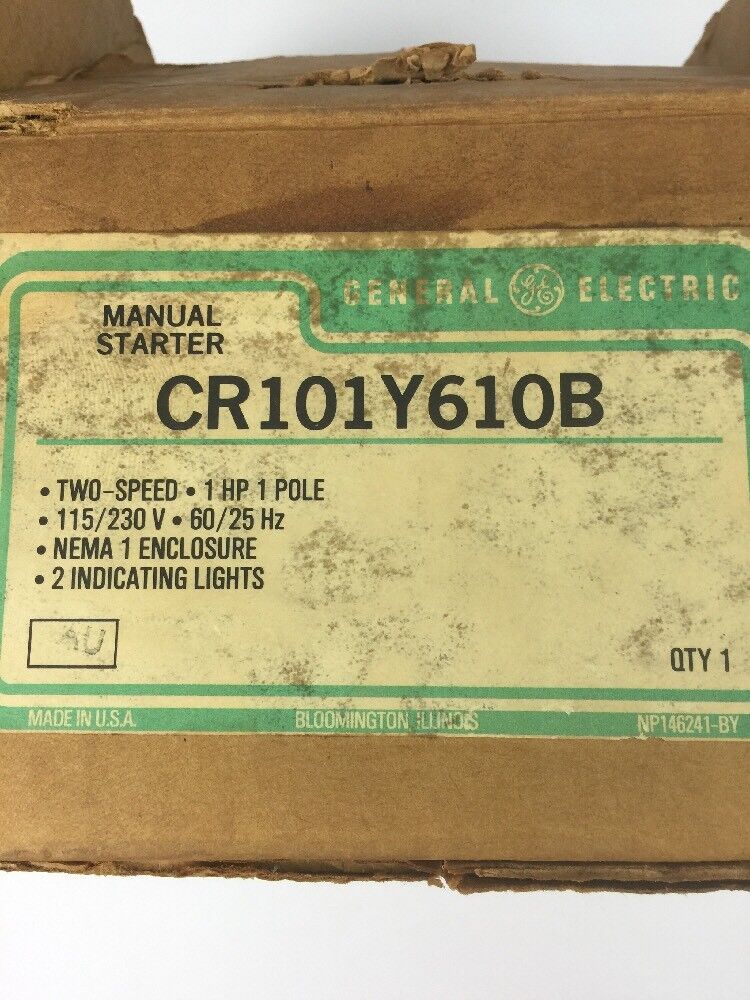 GENERAL GE ELECTRIC
MANUAL
STARTER
CR101Y610B
• TWO-SPEED • 1 HP 1 POLE
• 115/230 V • 60/25 Hz
• NEMA 1 ENCLOSURE
• 2 INDICATING LIGHTS
AU
QTY 1
MADE IN U.S.A. BLOOMINGTON ILLINOIS NP146241-BY